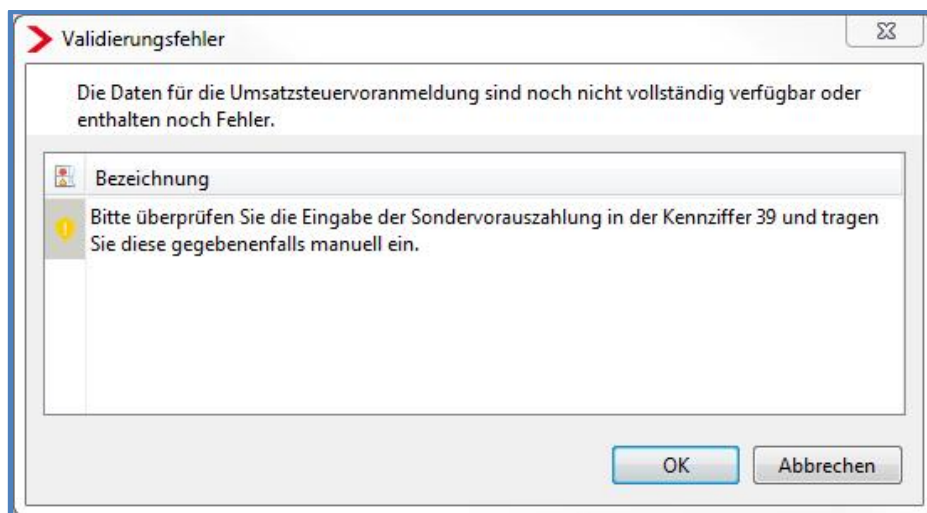 Validierungsfehler
Die Daten für die Umsatzsteuervoranmeldung sind noch nicht vollständig verfügbar oder
enthalten noch Fehler.
Bezeichnung
Bitte überprüfen Sie die Eingabe der Sondervorauszahlung in der Kennziffer 39 und tragen
Sie diese gegebenenfalls manuell ein.
OK
Abbrechen